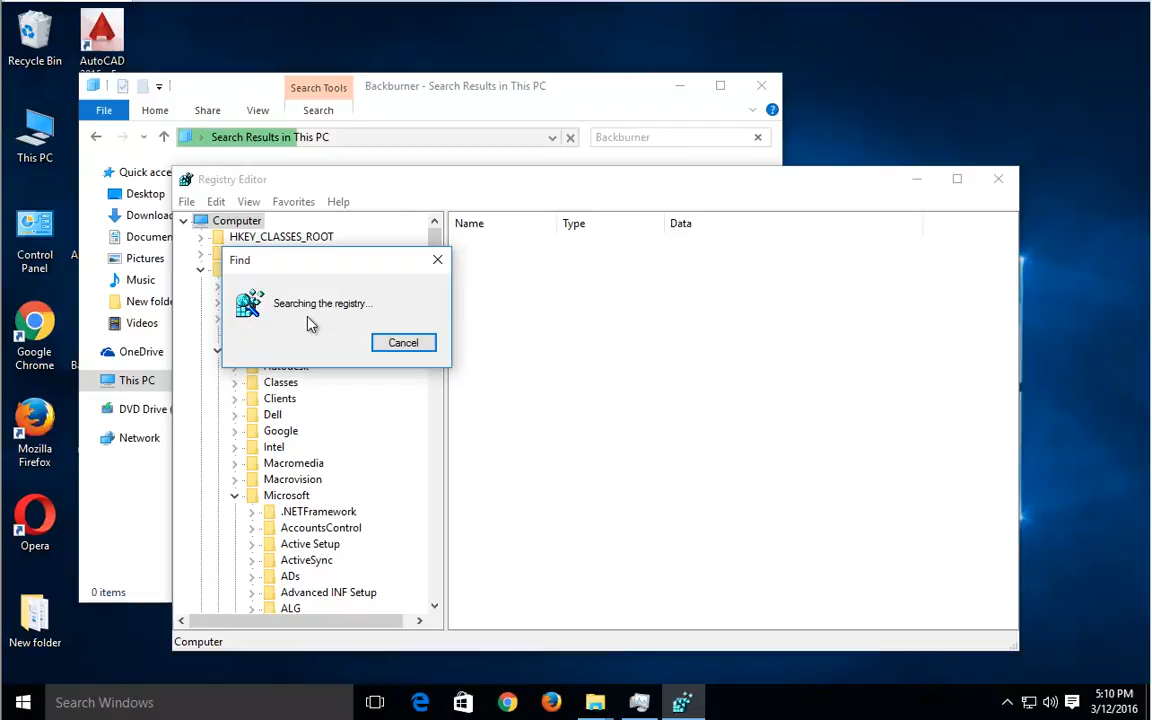 Recycle Bin
AutoCAD
This PC
Control
Panel
Google
Chrome
Mozilla
Firefox
Opera
New folder
Search Tools
Backburner - Search Results in This PC
File
Home
Share
View
Search
Search Results in This PC
Backburner
Quick acce
Desktop
Downloac
Documen
Pictures
Music
New folde
Videos
OneDrive
This PC
DVD Drive (
Network
0 items
Registry Editor
File
Edit
View
Favorites
Help
Computer
HKEY_CLASSES_ROOT
Name
Type
Data
Find
Searching the registry...
Cancel
Classes
Clients
Dell
Google
Intel
Macromedia
Macrovision
Microsoft
.NETFramework
AccountsControl
Active Setup
ActiveSync
ADs
Advanced INF Setup
ALG
Computer
Search Windows
5:10 PM
3/12/2016